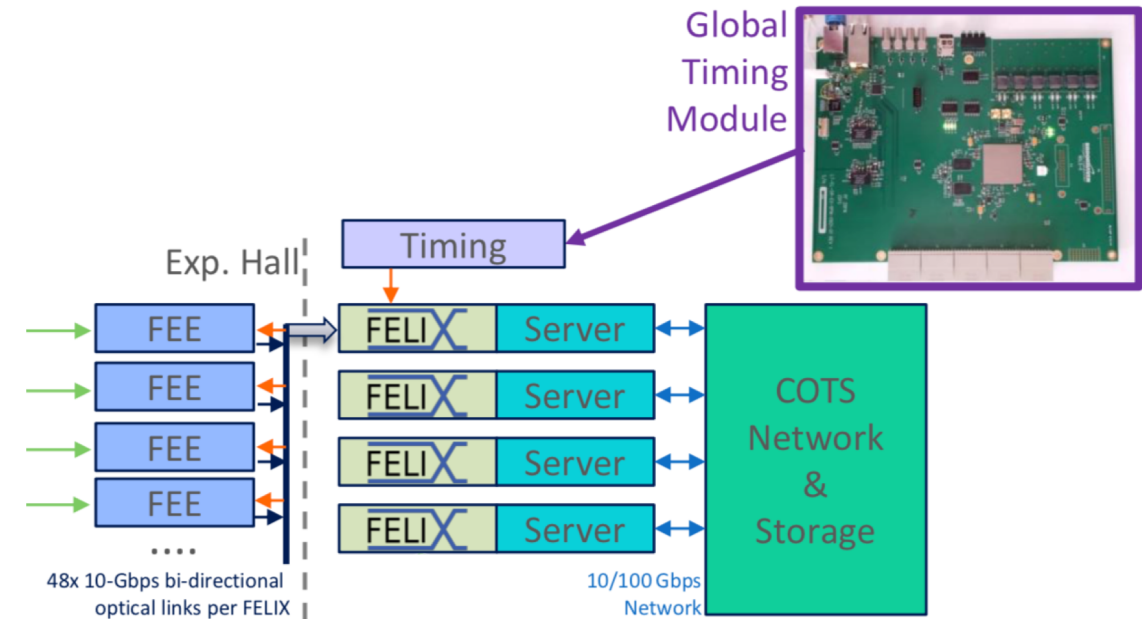 Global
Timing
Module
Timing
Exp. Hall
FEE
FELIX
Server
FEE
FELIX
Server
FEE
FELIX
Server
FEE
FELIX
Server
....
COTS
Network
&
Storage
48x 10-Gbps bi-directional
optical links per FELIX
10/100 Gbps
Network